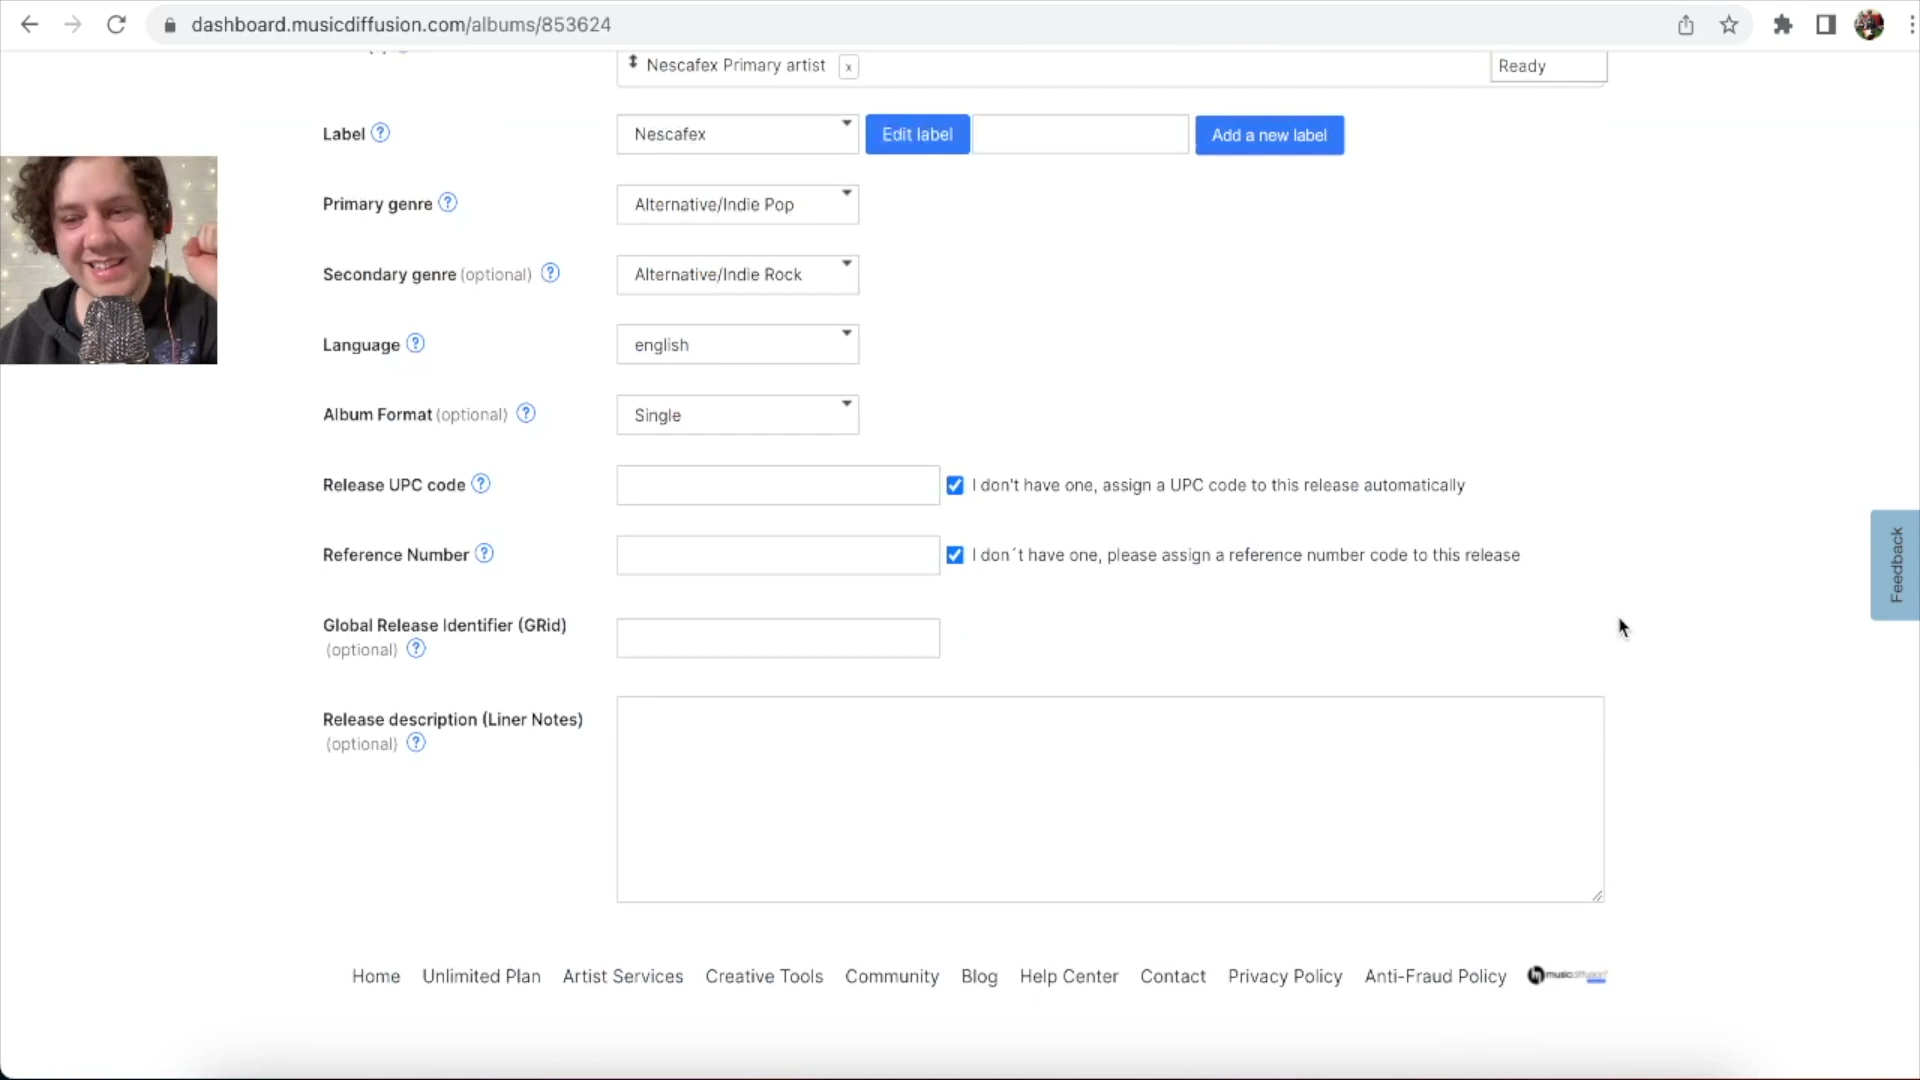 dashboard.musicdiffusion.com/albums/853624
Nescafex Primary artist x
Ready
Label ? Nescafex Edit label Add a new label
Primary genre ? Alternative/Indie Pop
Secondary genre (optional) ? Alternative/Indie Rock
Language ? english
Album Format (optional) ? Single
Release UPC code ? I don't have one, assign a UPC code to this release automatically
Reference Number ? I don´t have one, please assign a reference number code to this release
Global Release Identifier (GRid)
(optional) ?
Release description (Liner Notes)
(optional) ?
Feedback
Home Unlimited Plan Artist Services Creative Tools Community Blog Help Center Contact Privacy Policy Anti-Fraud Policy musicdiffusion